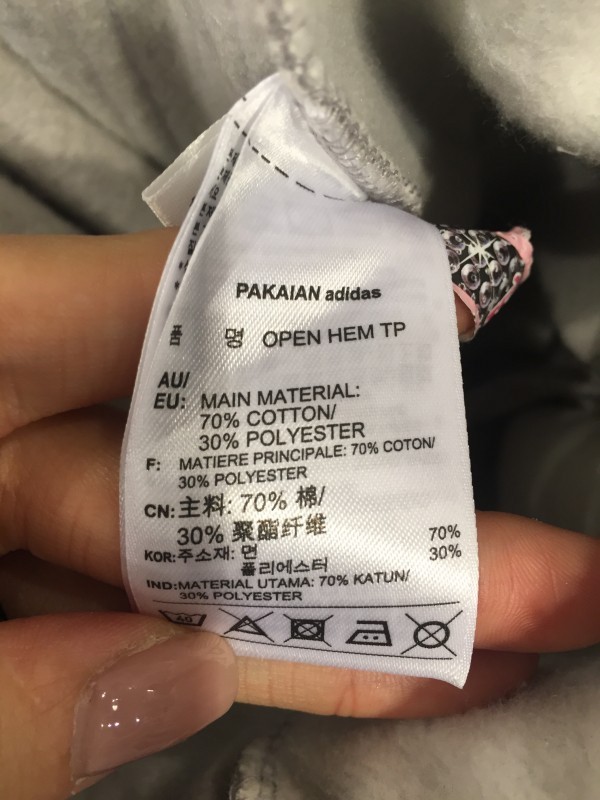 PAKAIAN adidas
품 명 OPEN HEM TP
AU/
EU: MAIN MATERIAL:
70% COTTON/
30% POLYESTER
F: MATIERE PRINCIPALE: 70% COTON/
30% POLYESTER
CN: 主料: 70% 棉/
30% 聚酯纤维
KOR: 주소재: 면 70%
폴리에스터 30%
IND: MATERIAL UTAMA: 70% KATUN/
30% POLYESTER
40